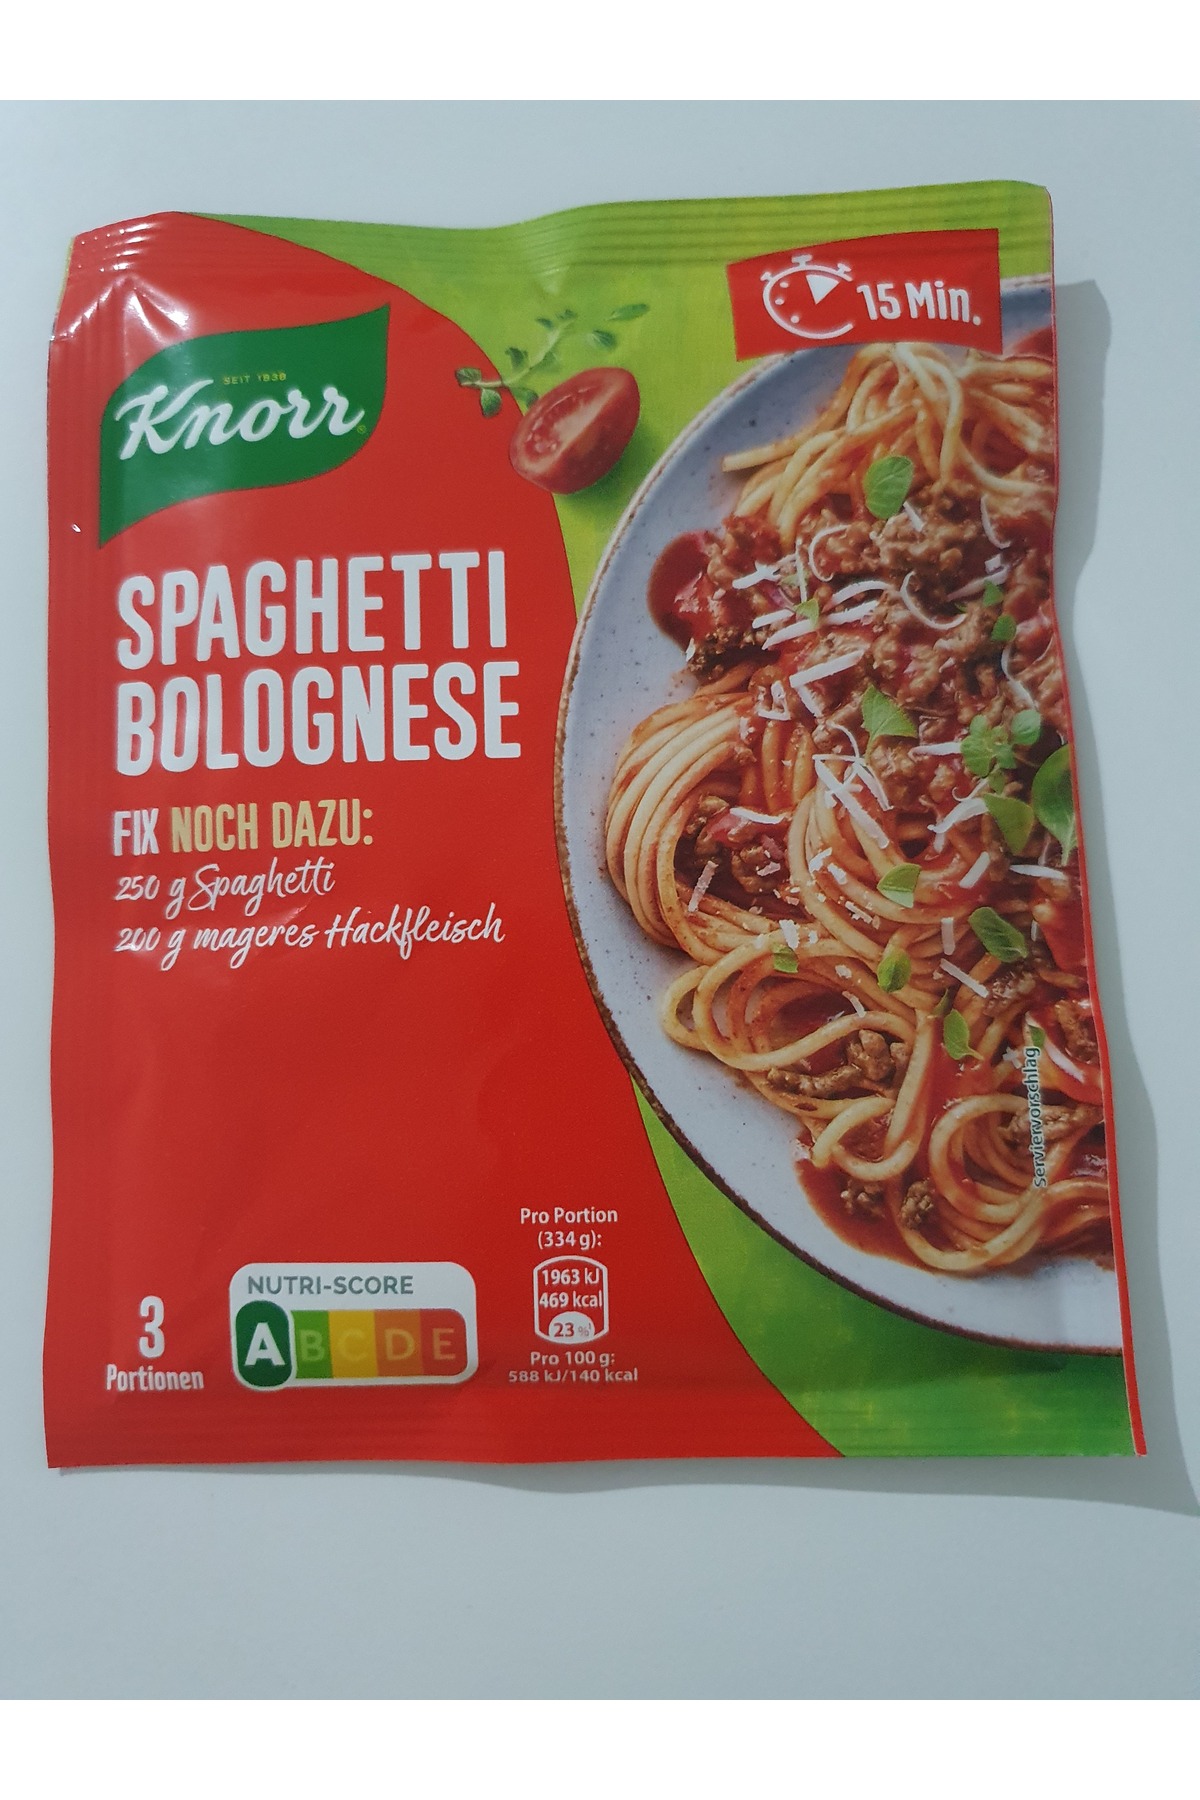 15 Min.
SEIT 1838
Knorr®
SPAGHETTI
BOLOGNESE
FIX NOCH DAZU:
250 g Spaghetti
200 g mageres Hackfleisch
Serviervorschlag
Pro Portion
(334 g):
1963 kJ
469 kcal
23 %¹
Pro 100 g:
588 kJ/140 kcal
NUTRI-SCORE
A B C D E
3
Portionen